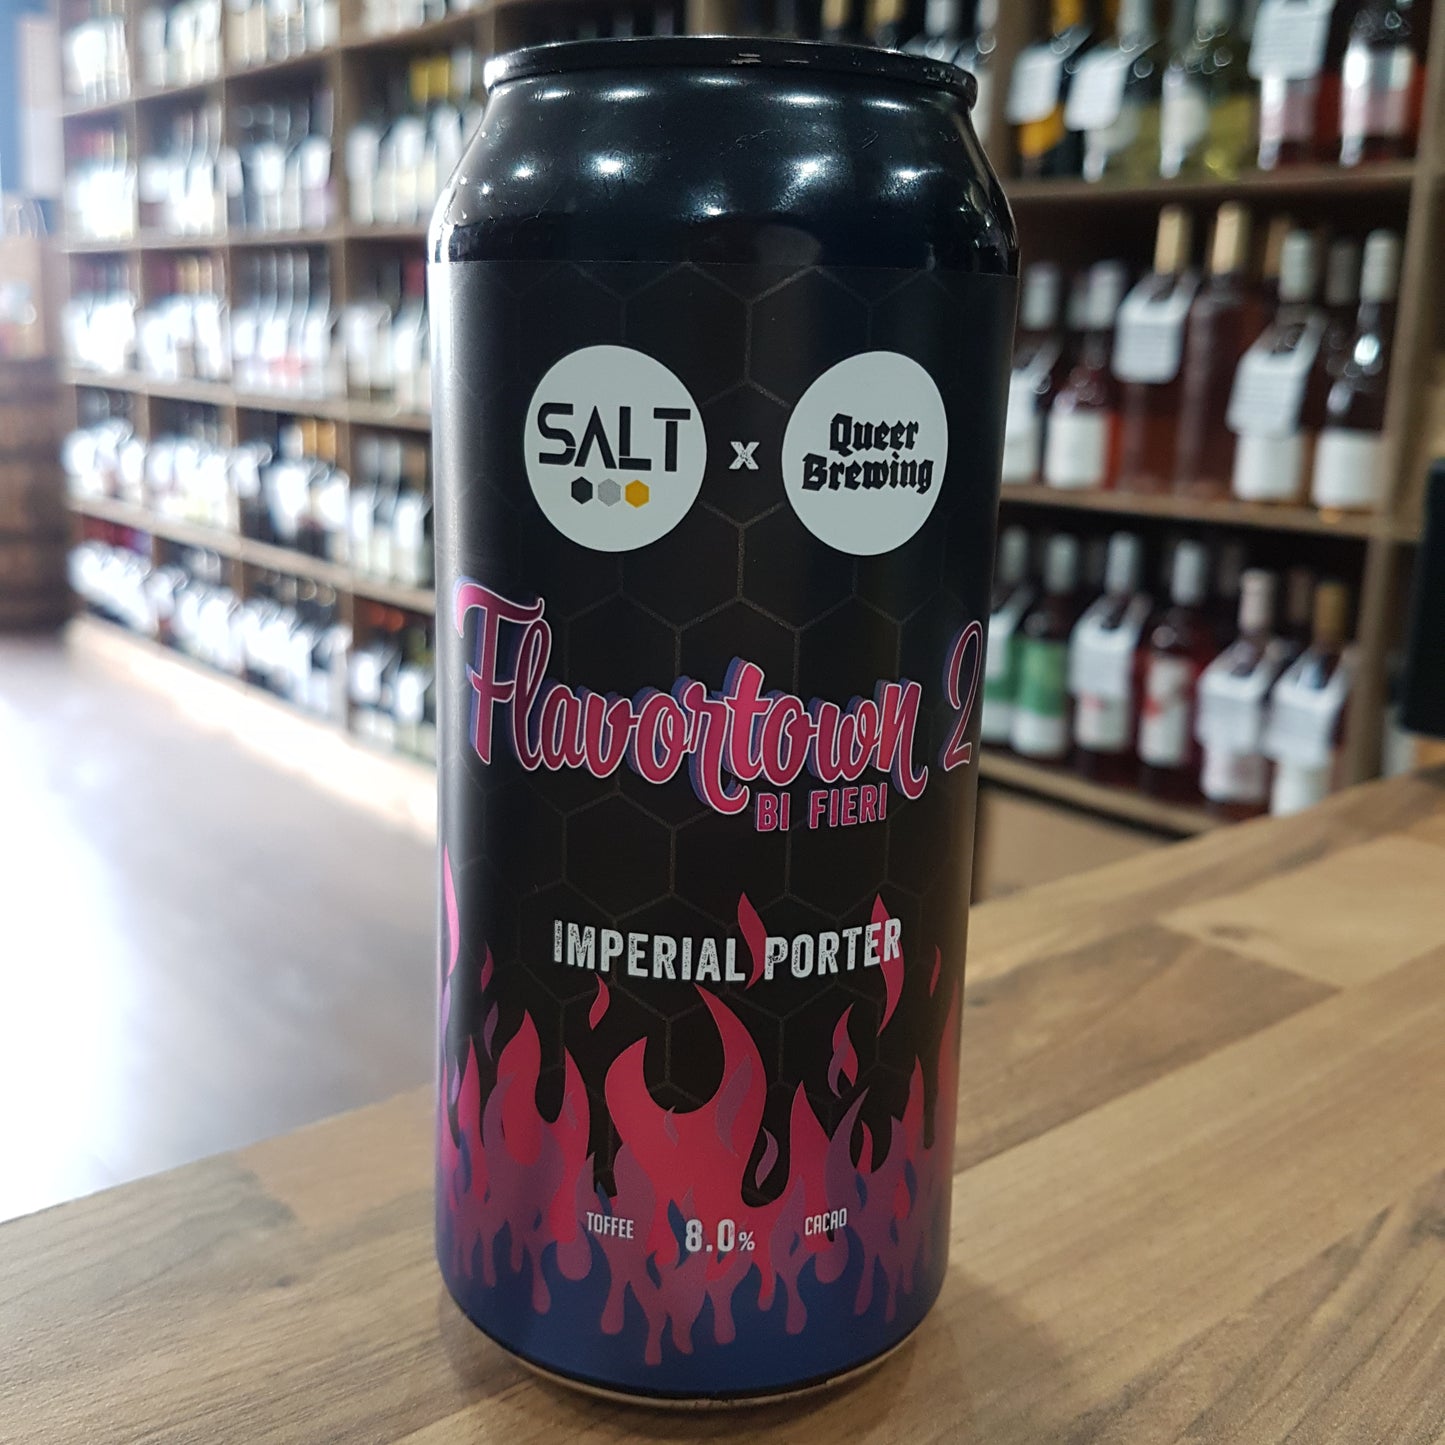 SALT
x
Queer
Brewing
Flavortown 2
BI FIERI
IMPERIAL PORTER
TOFFEE
8.0%
CACAO